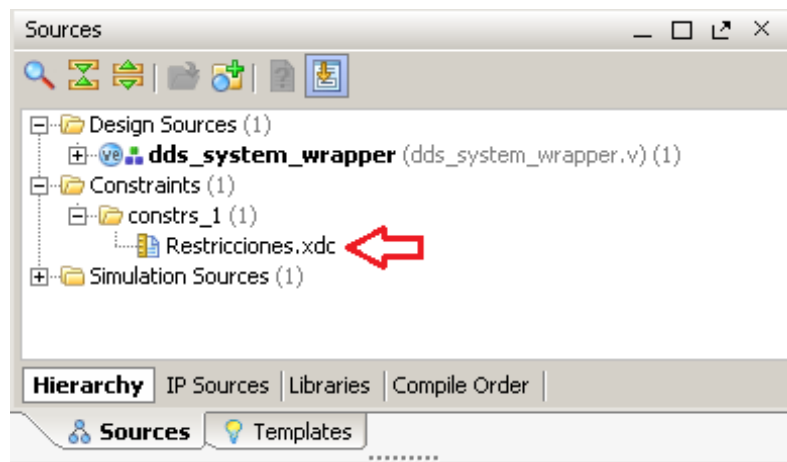 Sources
Design Sources (1)
ve dds_system_wrapper (dds_system_wrapper.v) (1)
Constraints (1)
constrs_1 (1)
Restricciones.xdc
Simulation Sources (1)
Hierarchy IP Sources Libraries Compile Order
Sources Templates